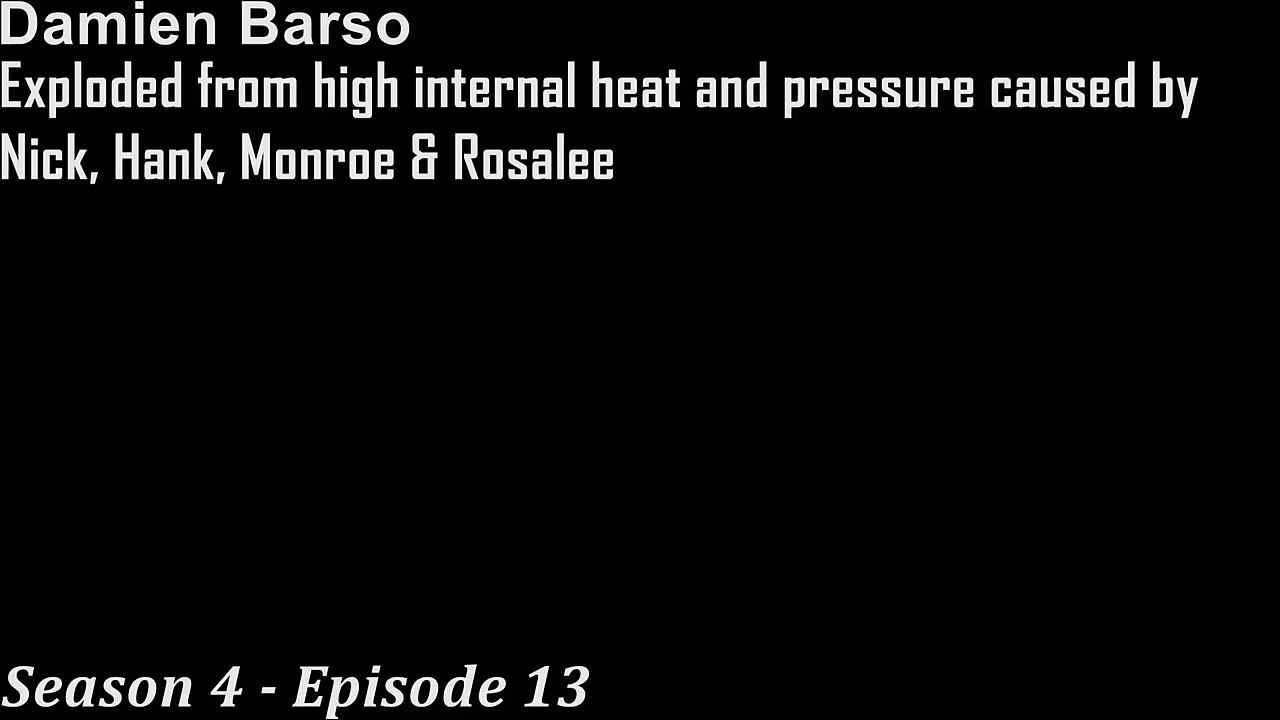 Damien Barso
Exploded from high internal heat and pressure caused by
Nick, Hank, Monroe & Rosalee
Season 4 - Episode 13